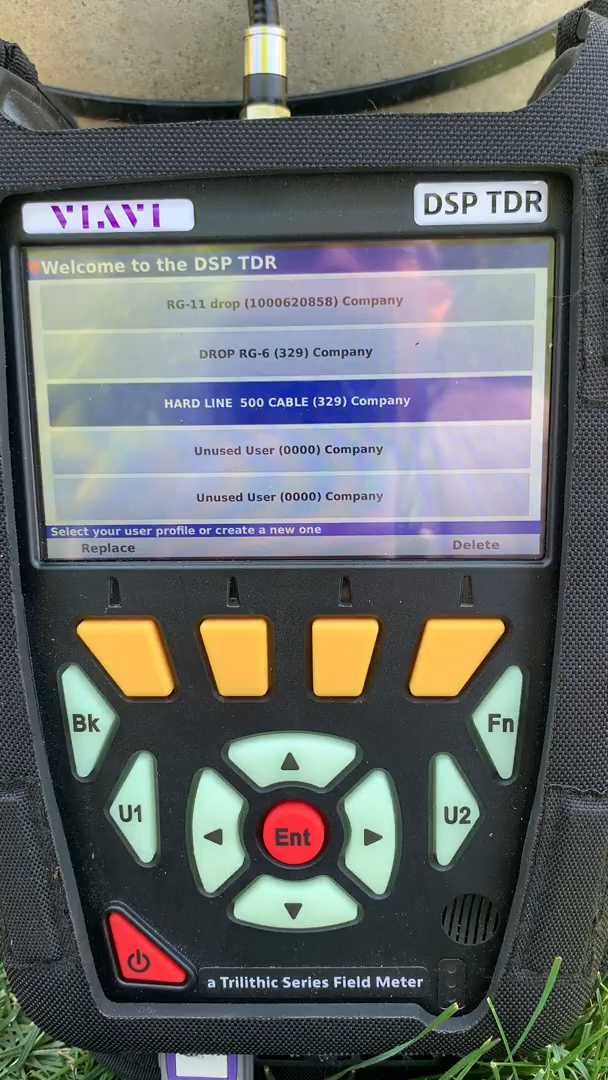 VIAVI
DSP TDR
Welcome to the DSP TDR
RG-11 drop (1000620858) Company
DROP RG-6 (329) Company
HARD LINE  500 CABLE (329) Company
Unused User (0000) Company
Unused User (0000) Company
Select your user profile or create a new one
Replace Delete
Bk Fn
U1 U2
Ent
a Trilithic Series Field Meter